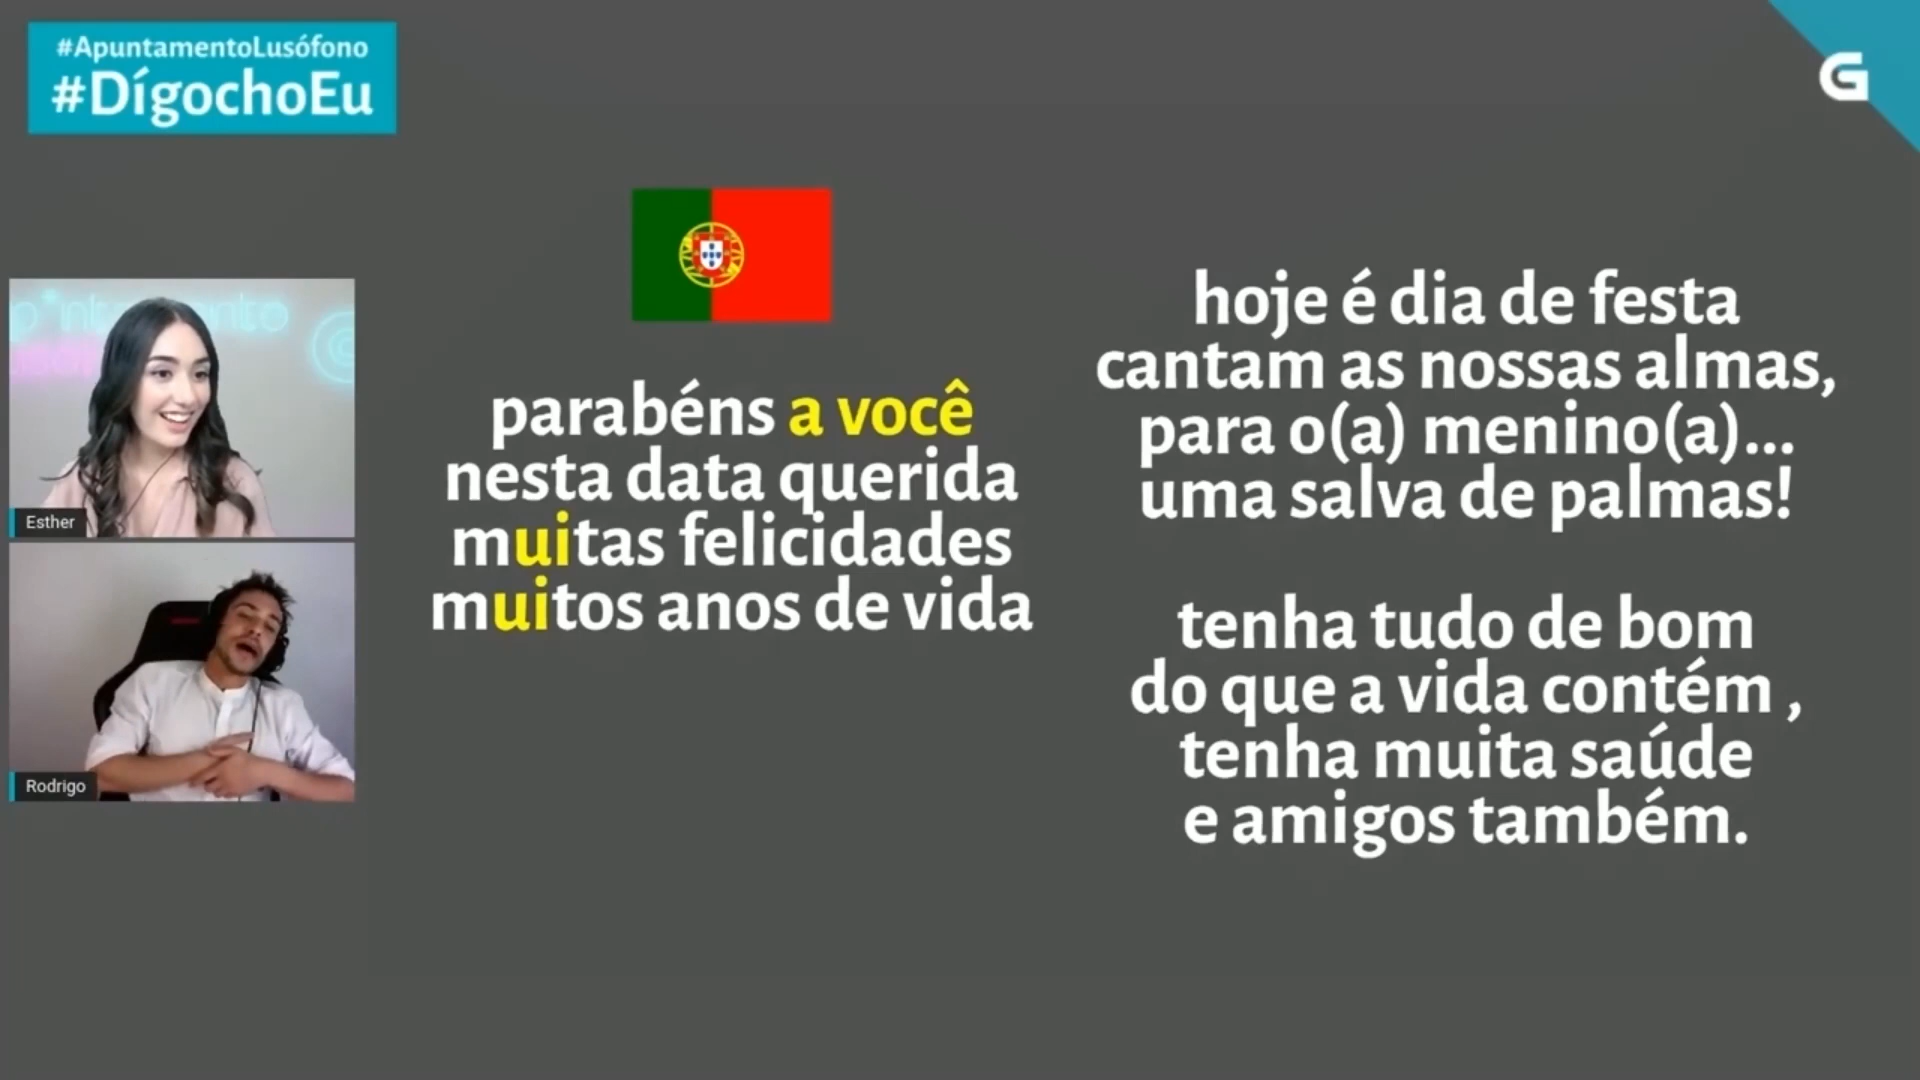 #ApuntamentoLusófono
#DígochoEu
G
parabéns a você
nesta data querida
muitas felicidades
muitos anos de vida
hoje é dia de festa
cantam as nossas almas,
para o(a) menino(a)...
uma salva de palmas!
tenha tudo de bom
do que a vida contém ,
tenha muita saúde
e amigos também.
Esther
Rodrigo